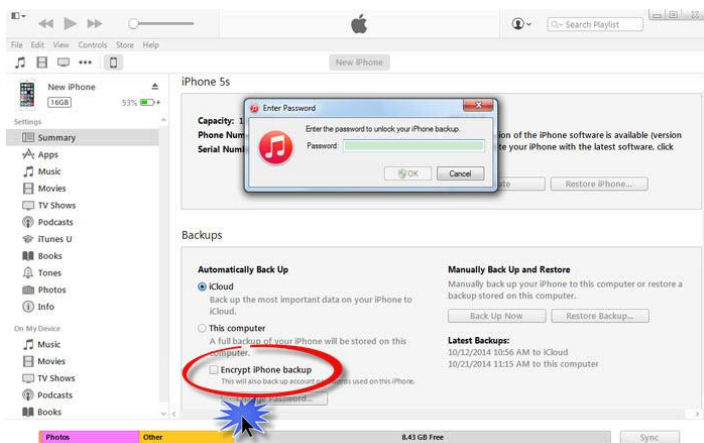 Search Playlist
File Edit View Controls Store Help
New iPhone
New iPhone
16GB 53%
Settings
Summary
Apps
Music
Movies
TV Shows
Podcasts
iTunes U
Books
Tones
Photos
Info
On My Device
Music
Movies
TV Shows
Podcasts
Books
iPhone 5s
Capacity: 1
Phone Num
Serial Numb
ion of the iPhone software is available (version
te your iPhone with the latest software, click
Restore iPhone...
Enter Password
Enter the password to unlock your iPhone backup.
Password:
OK Cancel
Backups
Automatically Back Up
iCloud
Back up the most important data on your iPhone to
iCloud.
This computer
A full backup of your iPhone will be stored on this
computer.
Encrypt iPhone backup
This will also back up account used on this iPhone.
Manually Back Up and Restore
Manually back up your iPhone to this computer or restore a
backup stored on this computer.
Back Up Now Restore Backup...
Latest Backups:
10/12/2014 10:56 AM to iCloud
10/21/2014 11:15 AM to this computer
Photos Other 8.43 GB Free Sync